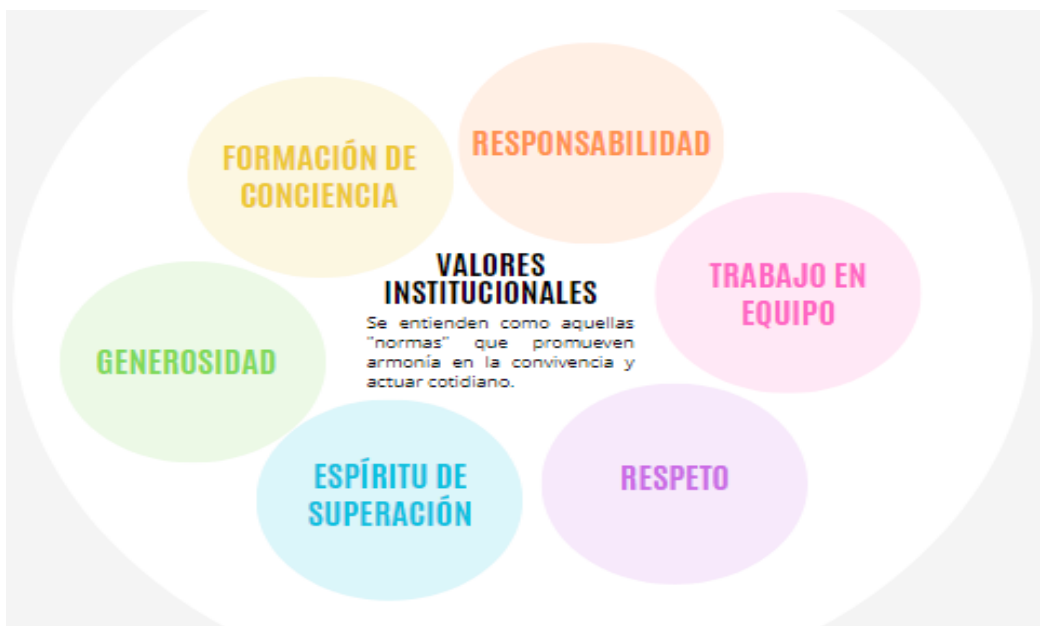 FORMACIÓN DE
CONCIENCIA
RESPONSABILIDAD
TRABAJO EN
EQUIPO
VALORES
INSTITUCIONALES
Se entienden como aquellas
"normas" que promueven
armonía en la convivencia y
actuar cotidiano.
GENEROSIDAD
ESPÍRITU DE
SUPERACIÓN
RESPETO